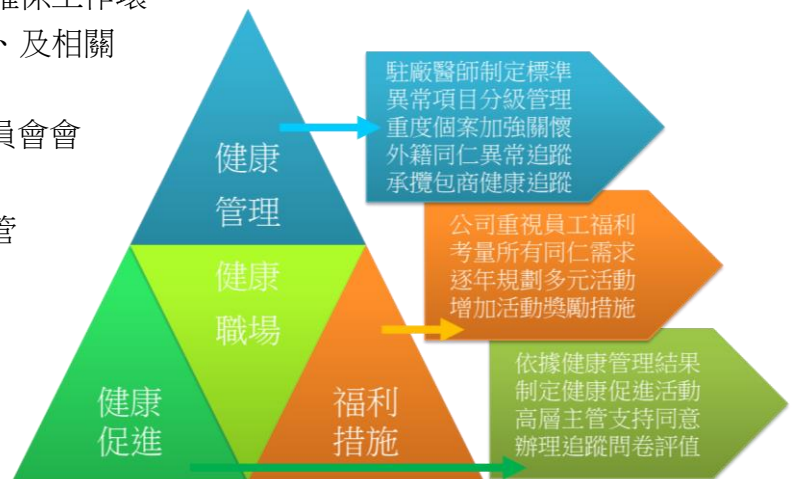 確保工作環
、及相關
員會會
管
健康
管理
健康
職場
健康
促進
福利
措施
駐廠醫師制定標準
異常項目分級管理
重度個案加強關懷
外籍同仁異常追蹤
承攬包商健康追蹤
公司重視員工福利
考量所有同仁需求
逐年規劃多元活動
增加活動獎勵措施
依據健康管理結果
制定健康促進活動
高層主管支持同意
辦理追蹤問卷評值